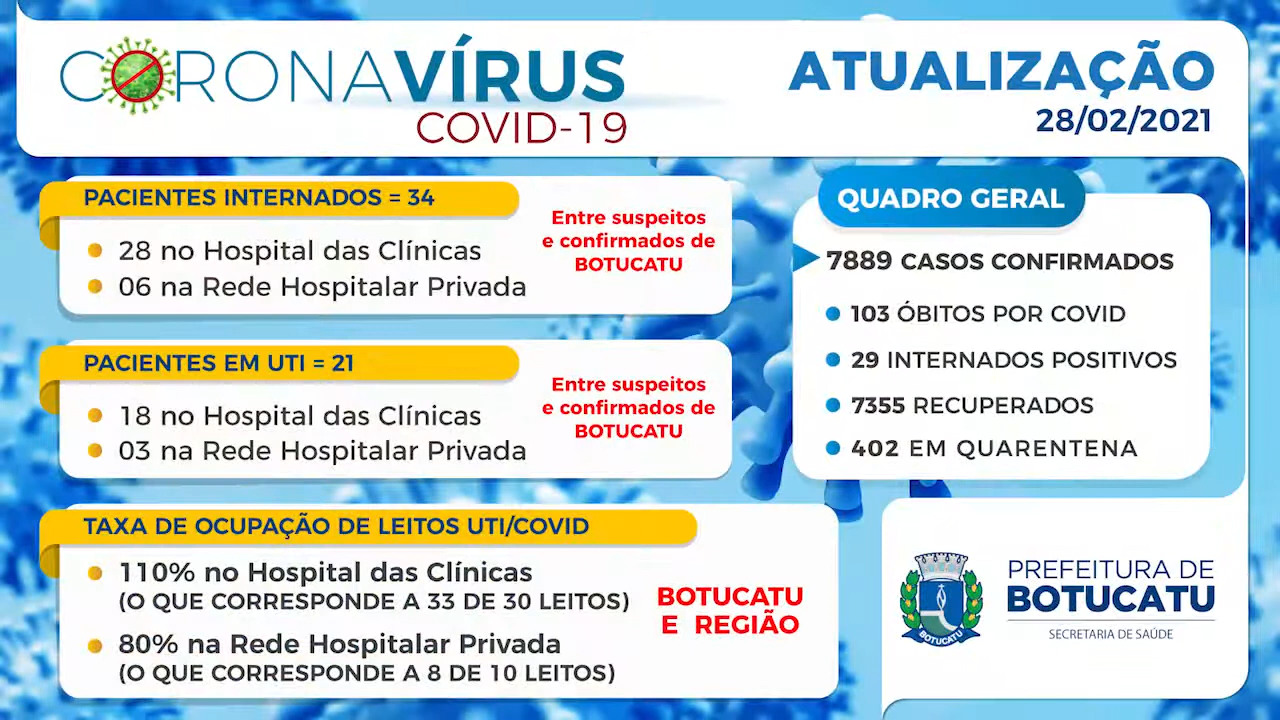 CORONAVÍRUS
COVID-19
ATUALIZAÇÃO
28/02/2021
PACIENTES INTERNADOS = 34
28 no Hospital das Clínicas
06 na Rede Hospitalar Privada
Entre suspeitos
e confirmados de
BOTUCATU
PACIENTES EM UTI = 21
18 no Hospital das Clínicas
03 na Rede Hospitalar Privada
Entre suspeitos
e confirmados de
BOTUCATU
TAXA DE OCUPAÇÃO DE LEITOS UTI/COVID
110% no Hospital das Clínicas
(O QUE CORRESPONDE A 33 DE 30 LEITOS)
80% na Rede Hospitalar Privada
(O QUE CORRESPONDE A 8 DE 10 LEITOS)
BOTUCATU
E REGIÃO
QUADRO GERAL
7889 CASOS CONFIRMADOS
103 ÓBITOS POR COVID
29 INTERNADOS POSITIVOS
7355 RECUPERADOS
402 EM QUARENTENA
BOTUCATU
PREFEITURA DE
BOTUCATU
SECRETARIA DE SAÚDE